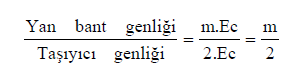 Yan bant genliği = m.Ec = m
Taşıyıcı genliği 2.Ec 2